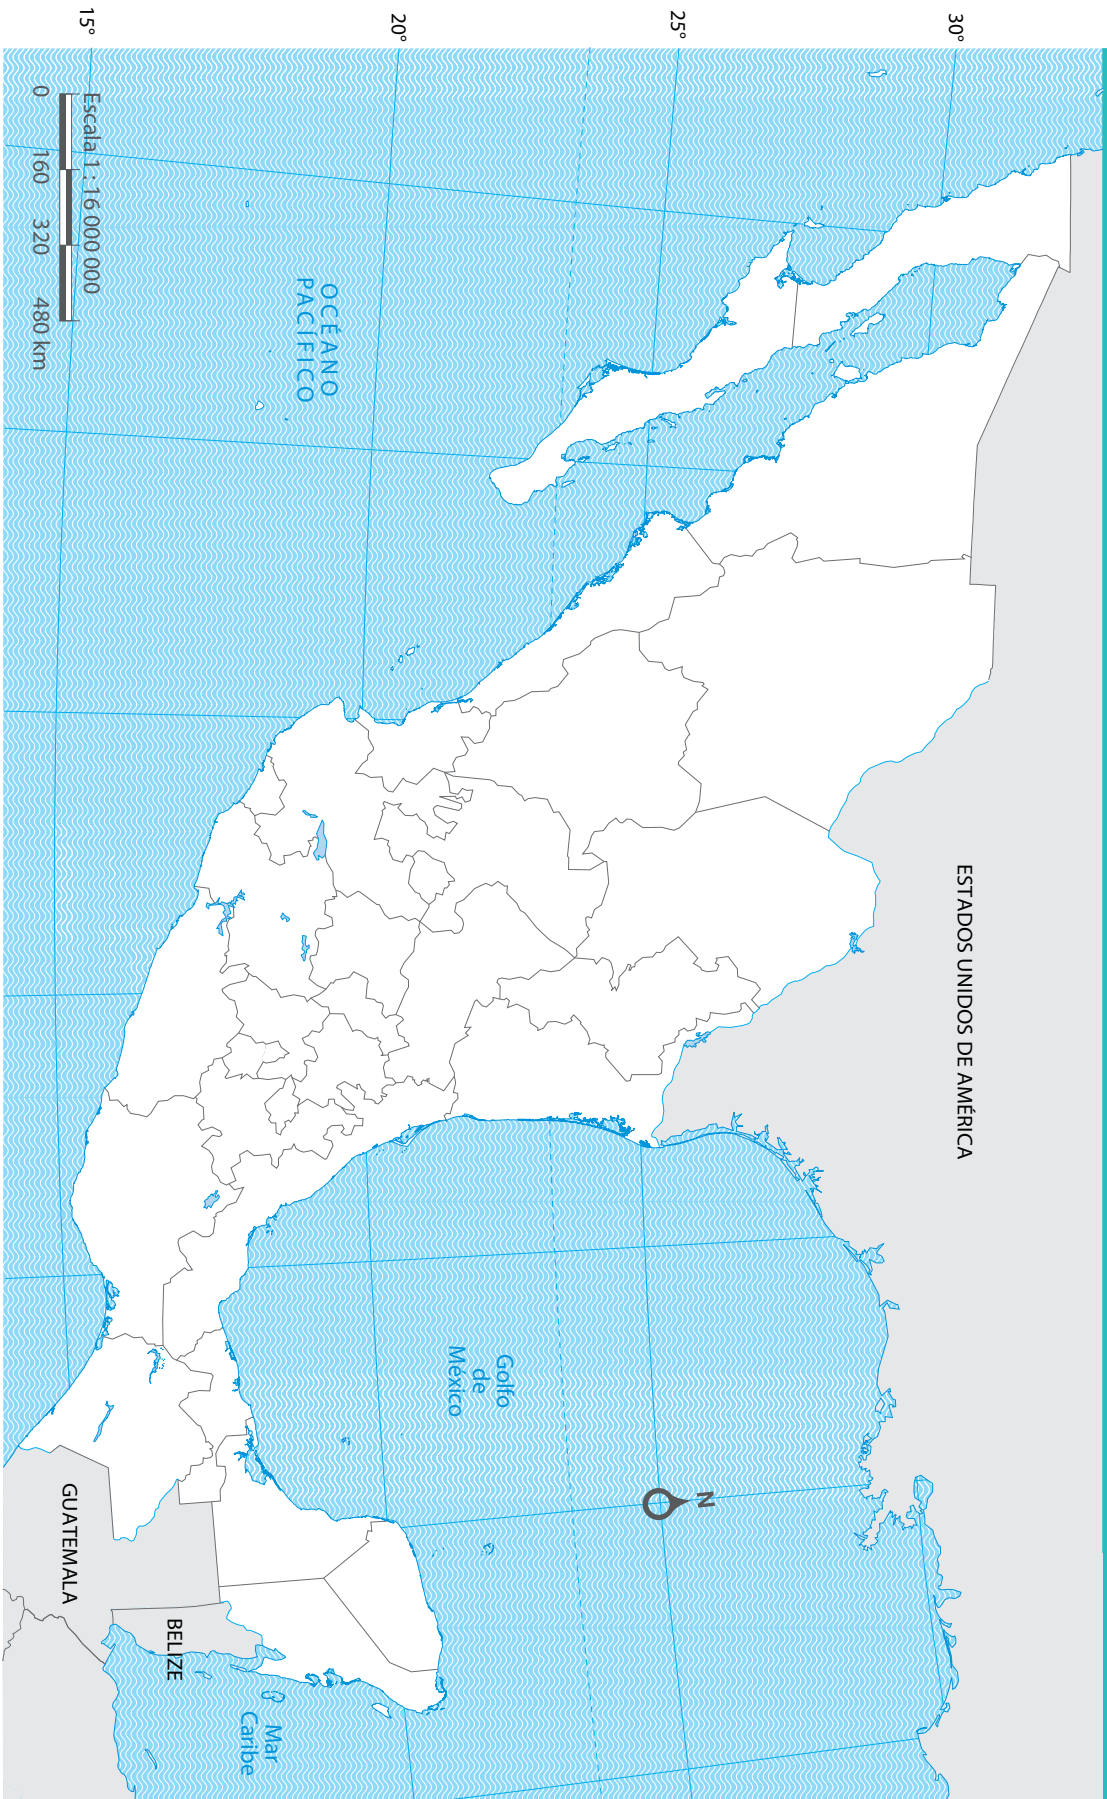 30°
25°
20°
15°
ESTADOS UNIDOS DE AMÉRICA
N
Golfo
de
México
OCÉANO
PACÍFICO
Mar
Caribe
BELIZE
GUATEMALA
Escala 1 : 16 000 000
0 160 320 480 km